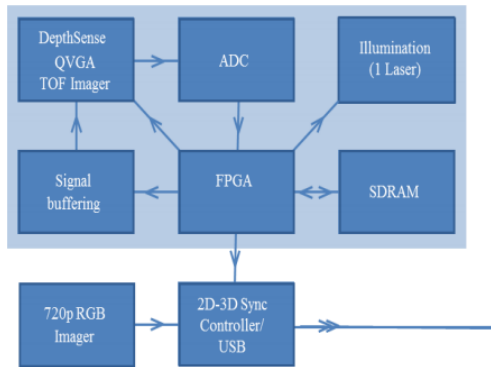 DepthSense
QVGA
TOF Imager
ADC
Illumination
(1 Laser)
Signal
buffering
FPGA
SDRAM
720p RGB
Imager
2D-3D Sync
Controller/
USB